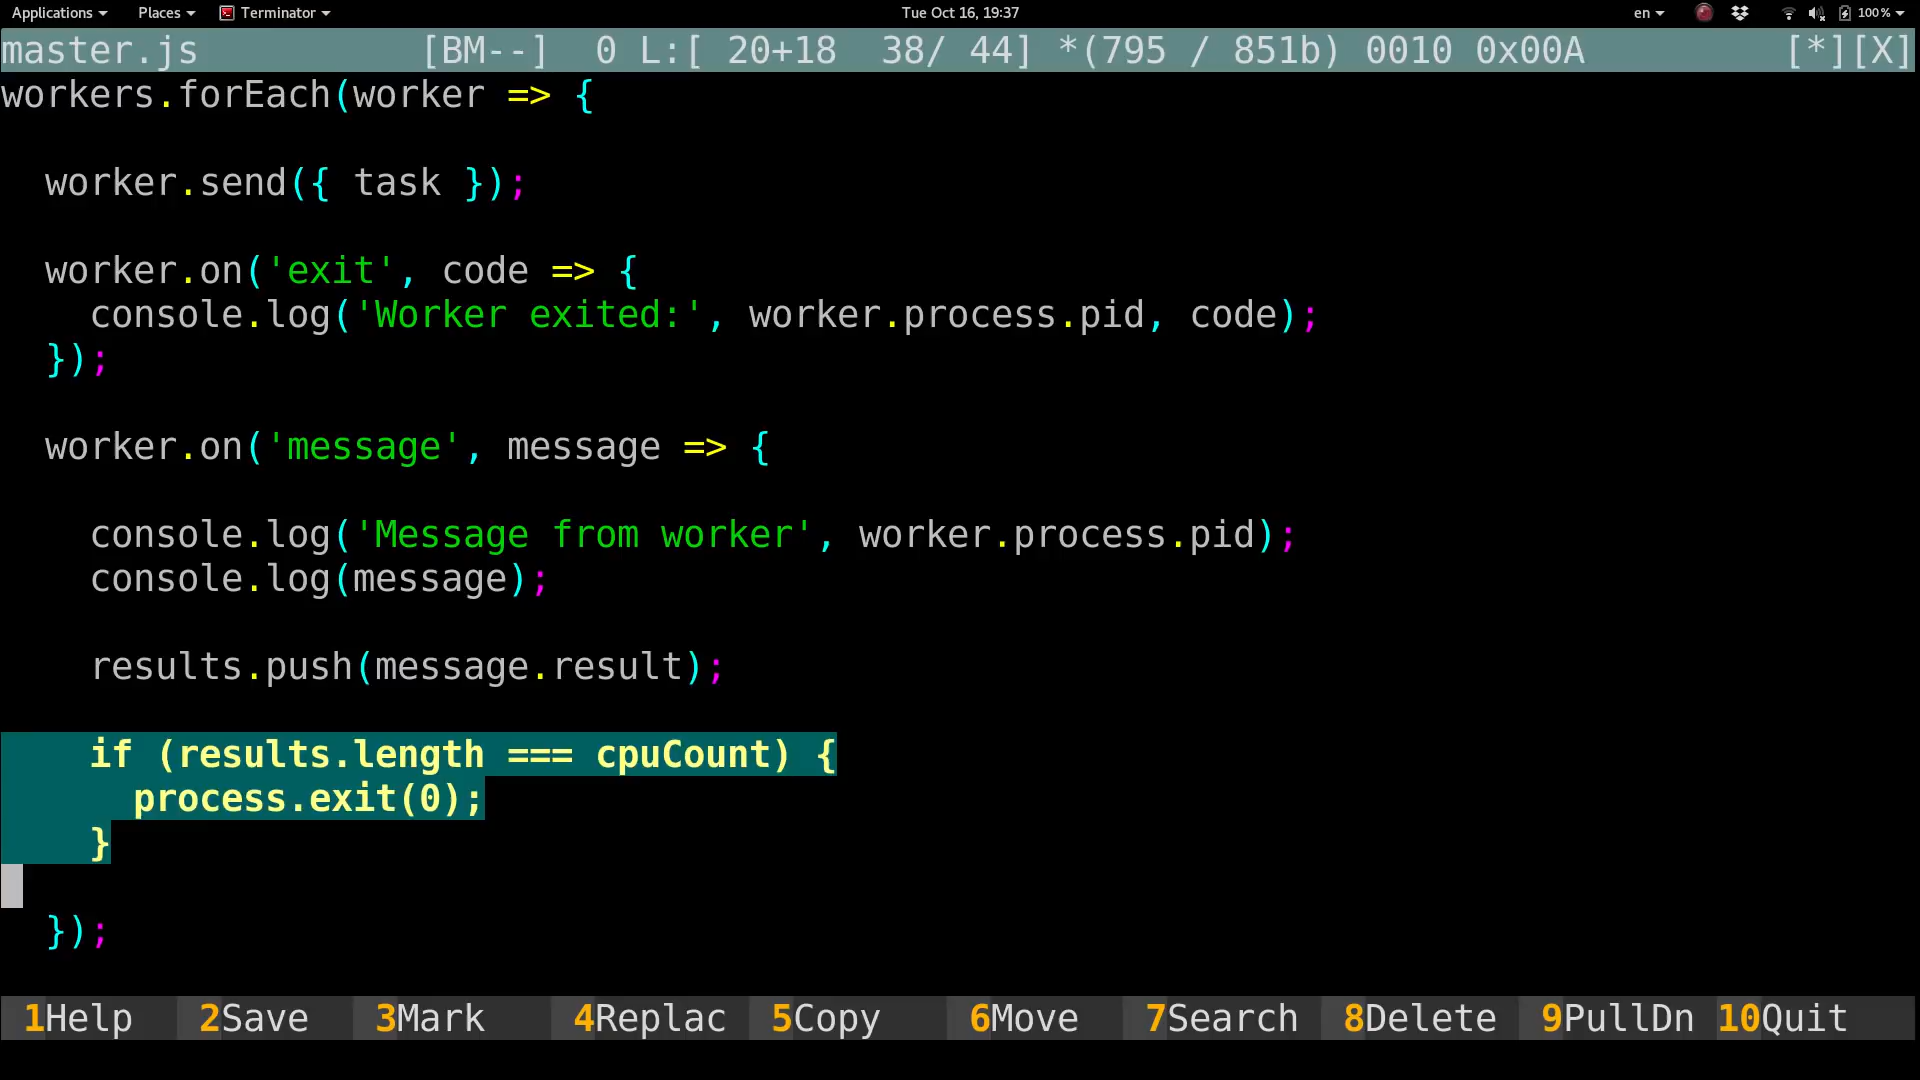 Applications Places Terminator Tue Oct 16, 19:37 en 100%
master.js [BM--] 0 L:[ 20+18 38/ 44] *(795 / 851b) 0010 0x00A [*][X]
workers.forEach(worker => {
worker.send({ task });
worker.on('exit', code => {
console.log('Worker exited:', worker.process.pid, code);
});
worker.on('message', message => {
console.log('Message from worker', worker.process.pid);
console.log(message);
results.push(message.result);
if (results.length === cpuCount) {
process.exit(0);
}
});
1Help 2Save 3Mark 4Replac 5Copy 6Move 7Search 8Delete 9PullDn 10Quit